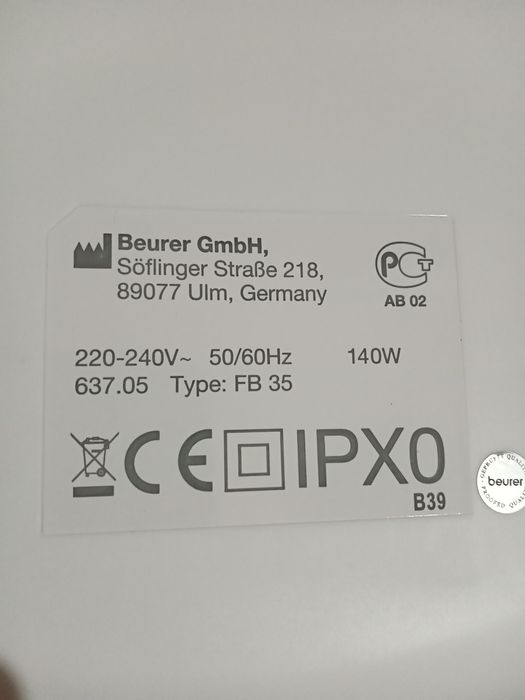 Beurer GmbH,
Söflinger Straße 218,
89077 Ulm, Germany
PCT
AB 02
220-240V~ 50/60Hz 140W
637.05 Type: FB 35
CE IPX0
B39
beurer